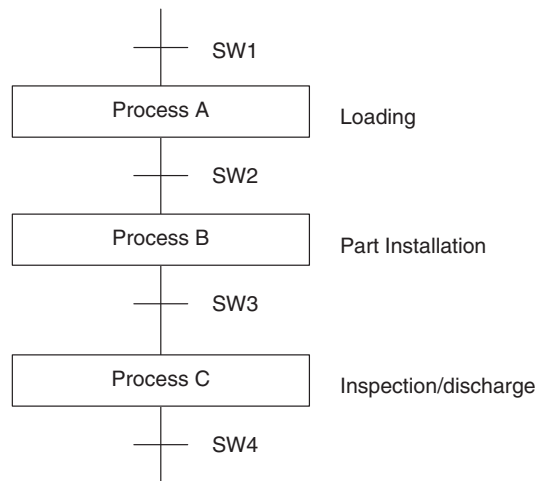 SW1
Process A
Loading
SW2
Process B
Part Installation
SW3
Process C
Inspection/discharge
SW4